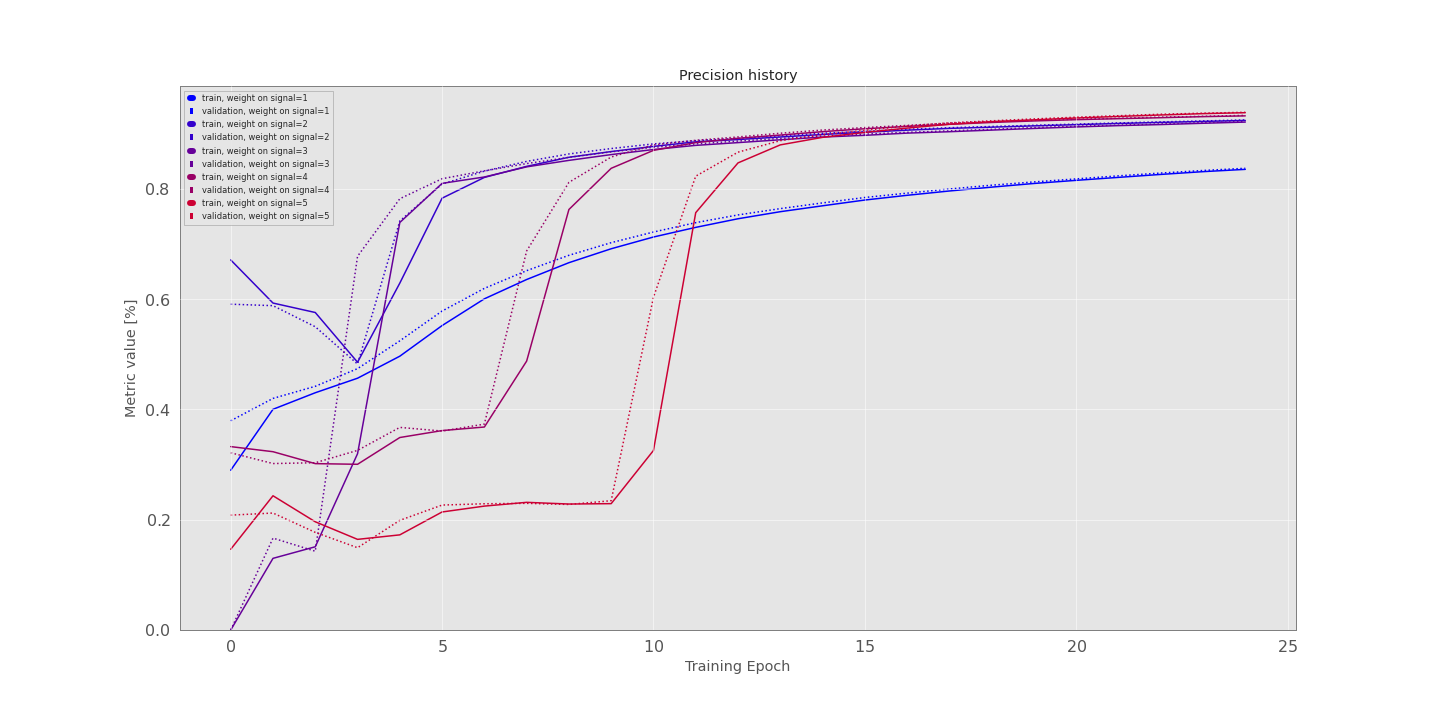 Precision history
train, weight on signal=1
validation, weight on signal=1
train, weight on signal=2
validation, weight on signal=2
train, weight on signal=3
validation, weight on signal=3
train, weight on signal=4
validation, weight on signal=4
train, weight on signal=5
validation, weight on signal=5
Metric value [%]
0.8
0.6
0.4
0.2
0.0
0 5 10 15 20 25
Training Epoch